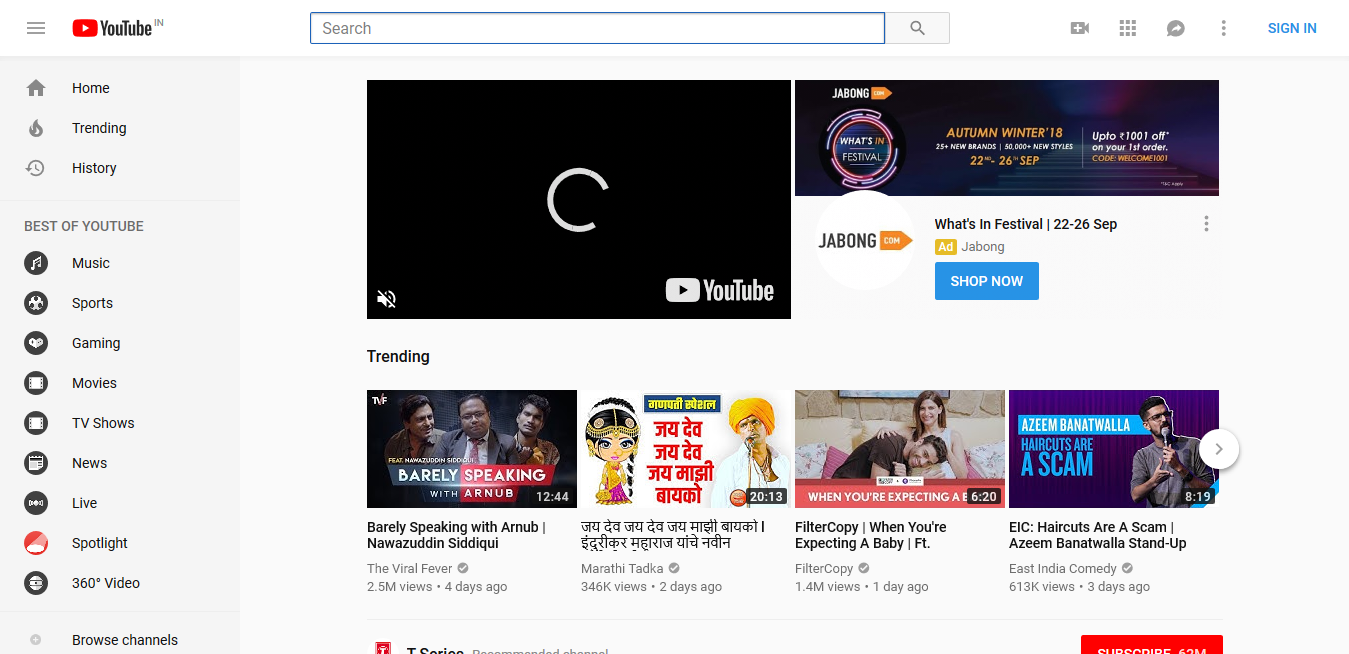 YouTube IN
Search
SIGN IN
Home
Trending
History
BEST OF YOUTUBE
Music
Sports
Gaming
Movies
TV Shows
News
Live
Spotlight
360° Video
Browse channels
YouTube
JABONG COM
WHAT'S IN
FESTIVAL
AUTUMN WINTER'18
25+ NEW BRANDS | 50,000+ NEW STYLES
22ND- 26TH SEP
Upto ₹1001 off*
on your 1st order.
CODE: WELCOME1001
*T&C Apply
JABONG COM
What's In Festival | 22-26 Sep
Ad Jabong
SHOP NOW
Trending
TVF
FEAT. NAWAZUDDIN SIDDIQUI
BARELY SPEAKING
WITH ARNUB
12:44
Barely Speaking with Arnub |
Nawazuddin Siddiqui
The Viral Fever
2.5M views • 4 days ago
गणपती स्पेशल
जय देव
जय देव
जय माझी
बायको
20:13
जय देव जय देव जय माझी बायको l
इंदुरीकर महाराज यांचे नवीन
Marathi Tadka
346K views • 2 days ago
WHEN YOU'RE EXPECTING A B
6:20
FilterCopy | When You're
Expecting A Baby | Ft.
FilterCopy
1.4M views • 1 day ago
AZEEM BANATWALLA
HAIRCUTS ARE
A SCAM
8:19
EIC: Haircuts Are A Scam |
Azeem Banatwalla Stand-Up
East India Comedy
613K views • 3 days ago
T-Series Recommended channel
SUBSCRIBE 62M